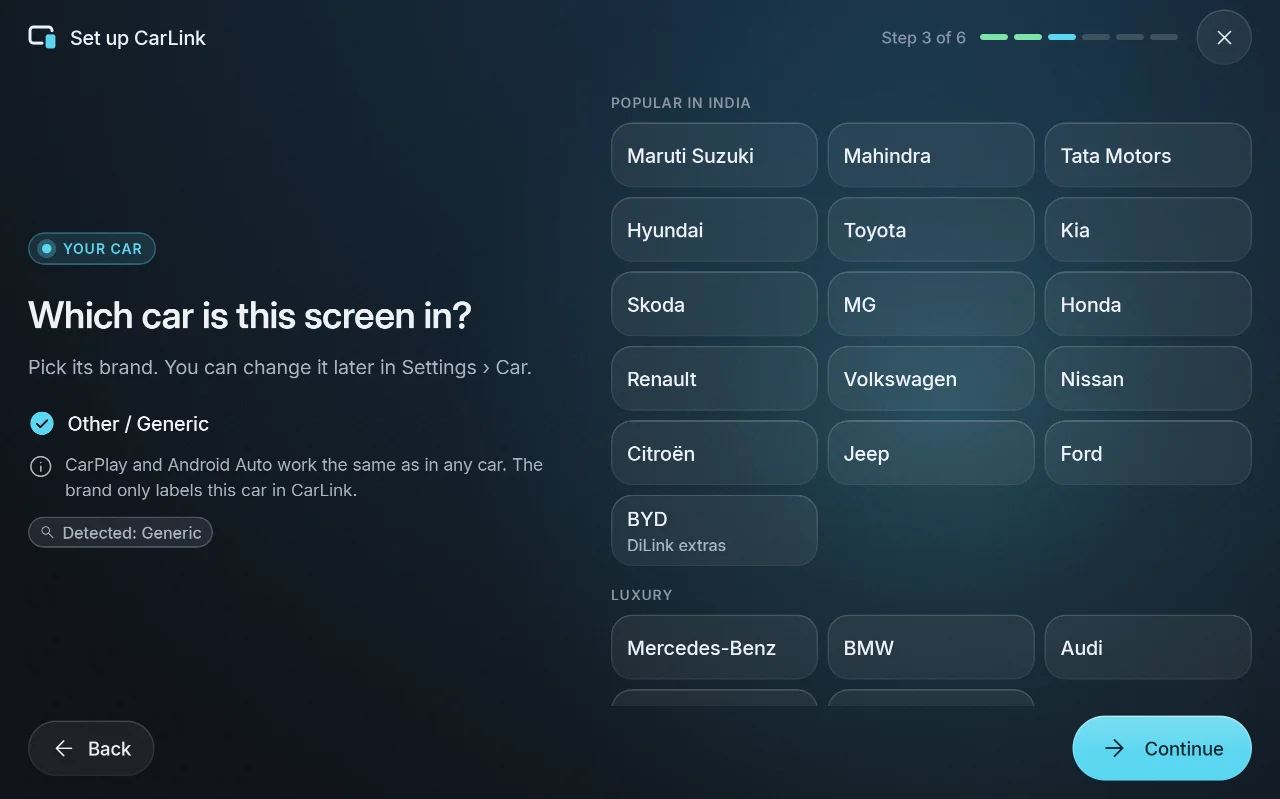 Set up CarLink
Step 3 of 6
YOUR CAR
Which car is this screen in?
Pick its brand. You can change it later in Settings › Car.
Other / Generic
CarPlay and Android Auto work the same as in any car. The
brand only labels this car in CarLink.
Detected: Generic
POPULAR IN INDIA
Maruti Suzuki
Mahindra
Tata Motors
Hyundai
Toyota
Kia
Skoda
MG
Honda
Renault
Volkswagen
Nissan
Citroën
Jeep
Ford
BYD
DiLink extras
LUXURY
Mercedes-Benz
BMW
Audi
Back
Continue